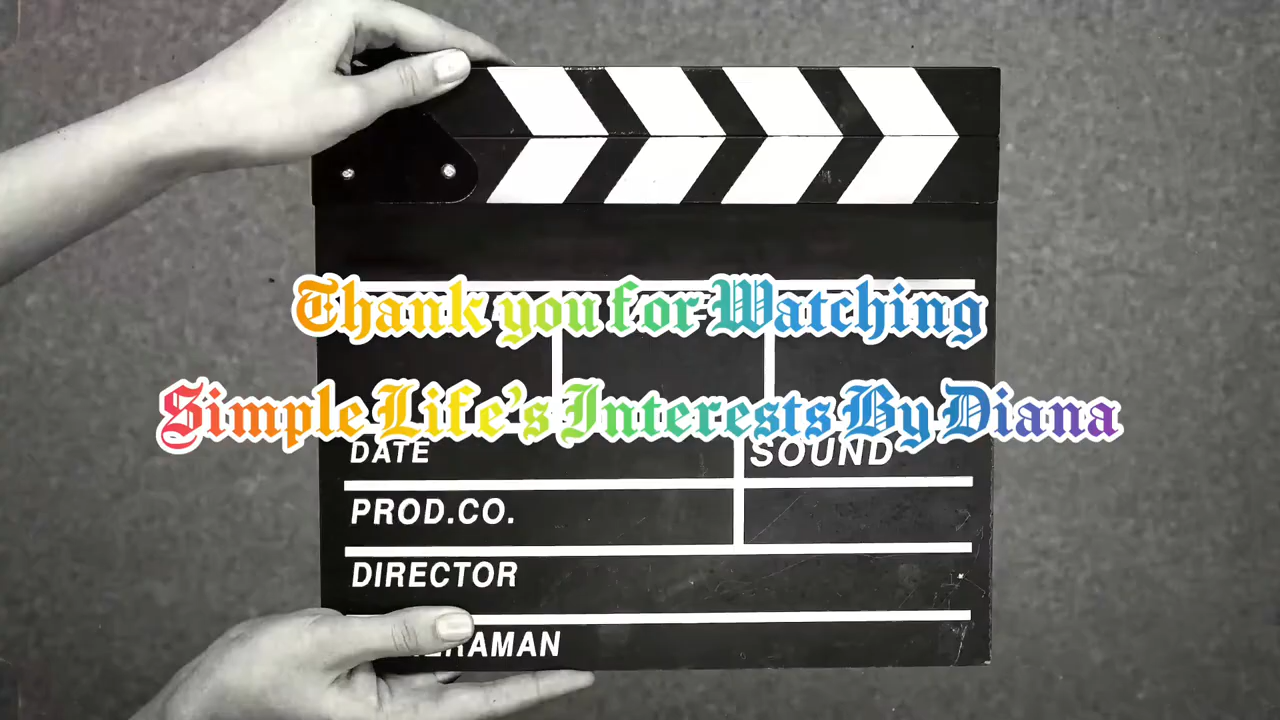 Thank you for Watching
Simple Life's Interests By Diana
DATE
SOUND
PROD.CO.
DIRECTOR